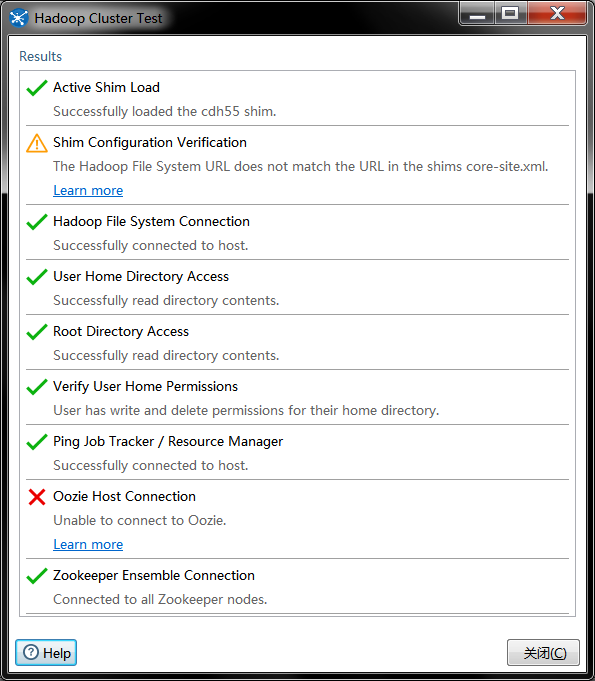 Hadoop Cluster Test
Results
Active Shim Load
Successfully loaded the cdh55 shim.
Shim Configuration Verification
The Hadoop File System URL does not match the URL in the shims core-site.xml.
Learn more
Hadoop File System Connection
Successfully connected to host.
User Home Directory Access
Successfully read directory contents.
Root Directory Access
Successfully read directory contents.
Verify User Home Permissions
User has write and delete permissions for their home directory.
Ping Job Tracker / Resource Manager
Successfully connected to host.
Oozie Host Connection
Unable to connect to Oozie.
Learn more
Zookeeper Ensemble Connection
Connected to all Zookeeper nodes.
Help 关闭(C)